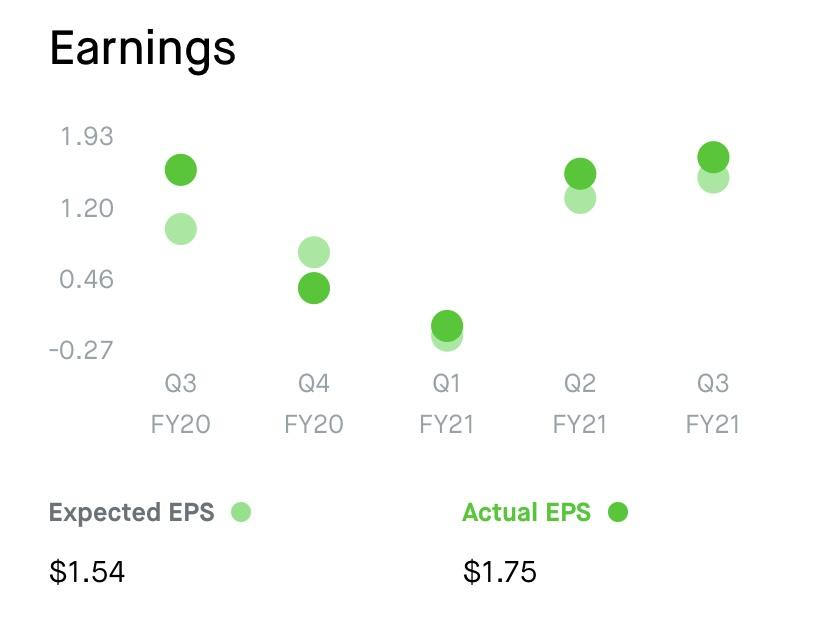 Earnings
1.93
1.20
0.46
-0.27
Q3 Q4 Q1 Q2 Q3
FY20 FY20 FY21 FY21 FY21
Expected EPS Actual EPS
$1.54 $1.75